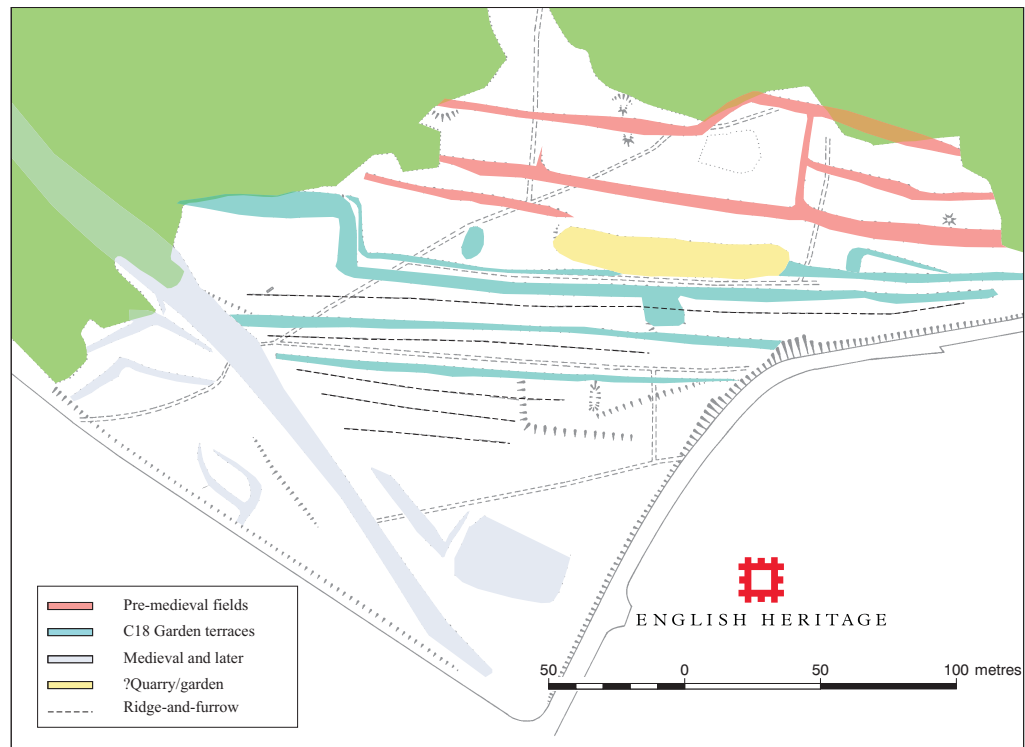 Pre-medieval fields
C18 Garden terraces
Medieval and later
?Quarry/garden
Ridge-and-furrow
ENGLISH HERITAGE
50 0 50 100 metres